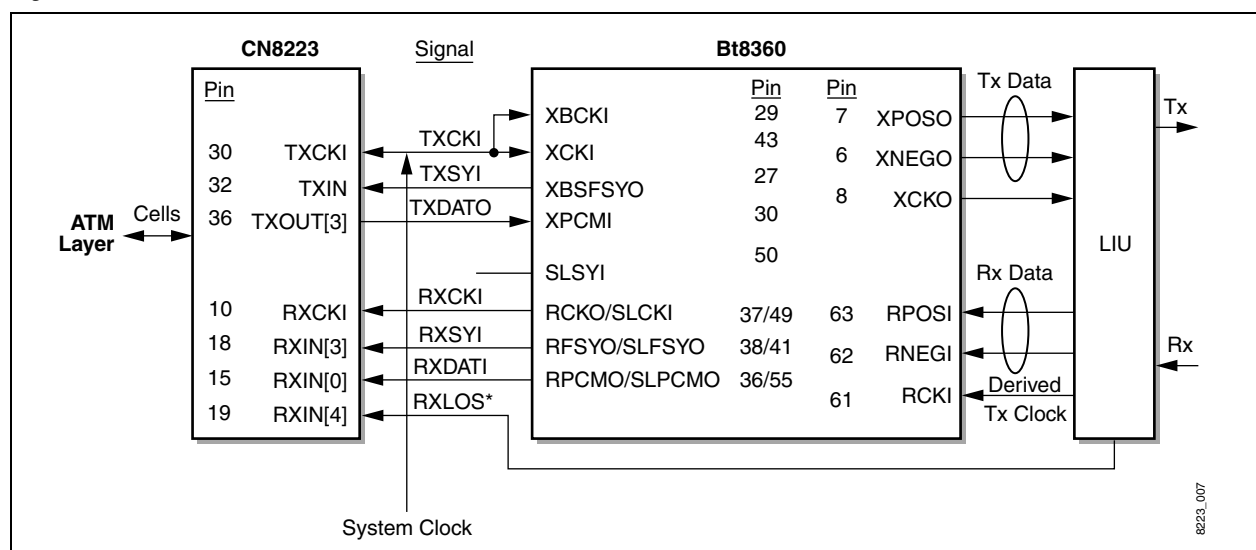 CN8223 Signal Bt8360
Pin Pin Pin Tx Data
XBCKI 29 7 XPOSO Tx
TXCKI 43
30 TXCKI XCKI 6 XNEGO
32 TXIN TXSYI XBSFSYO 27 8 XCKO
ATM Layer Cells 36 TXOUT[3] TXDATO XPCMI 30
50 LIU
SLSYI Rx Data
10 RXCKI RXCKI RCKO/SLCKI 37/49 63 RPOSI
18 RXIN[3] RXSYI RFSYO/SLFSYO 38/41 62 RNEGI Rx
15 RXIN[0] RXDATI RPCMO/SLPCMO 36/55
19 RXIN[4] RXLOS* 61 RCKI Derived
Tx Clock
System Clock
8223_007